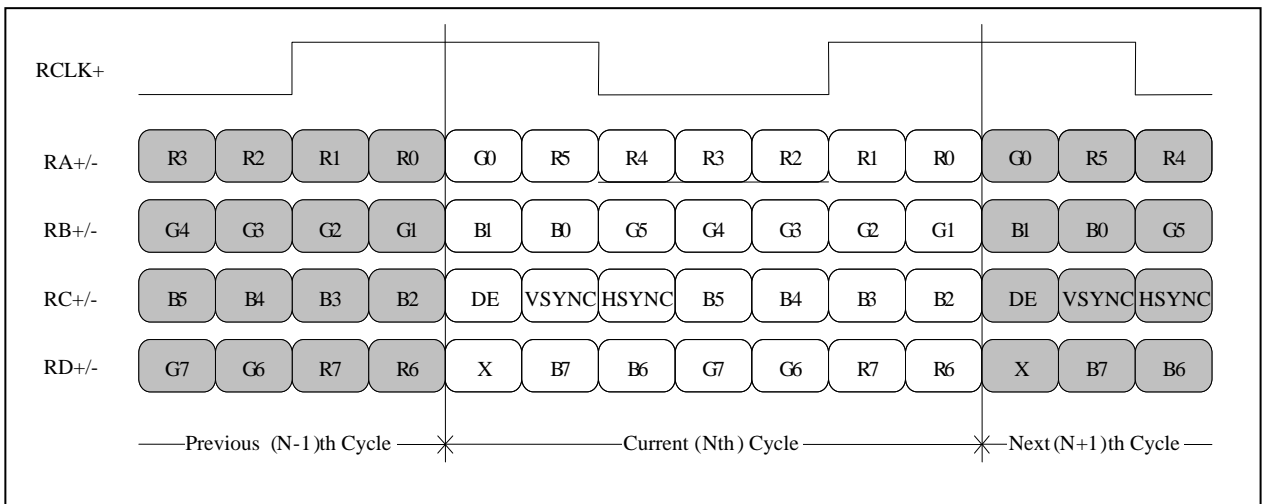 RCLK+
RA+/- R3 R2 R1 R0 G0 R5 R4 R3 R2 R1 R0 G0 R5 R4
RB+/- G4 G3 G2 G1 B1 B0 G5 G4 G3 G2 G1 B1 B0 G5
RC+/- B5 B4 B3 B2 DE VSYNC HSYNC B5 B4 B3 B2 DE VSYNC HSYNC
RD+/- G7 G6 R7 R6 X B7 B6 G7 G6 R7 R6 X B7 B6
Previous (N-1)th Cycle Current (Nth) Cycle Next (N+1)th Cycle